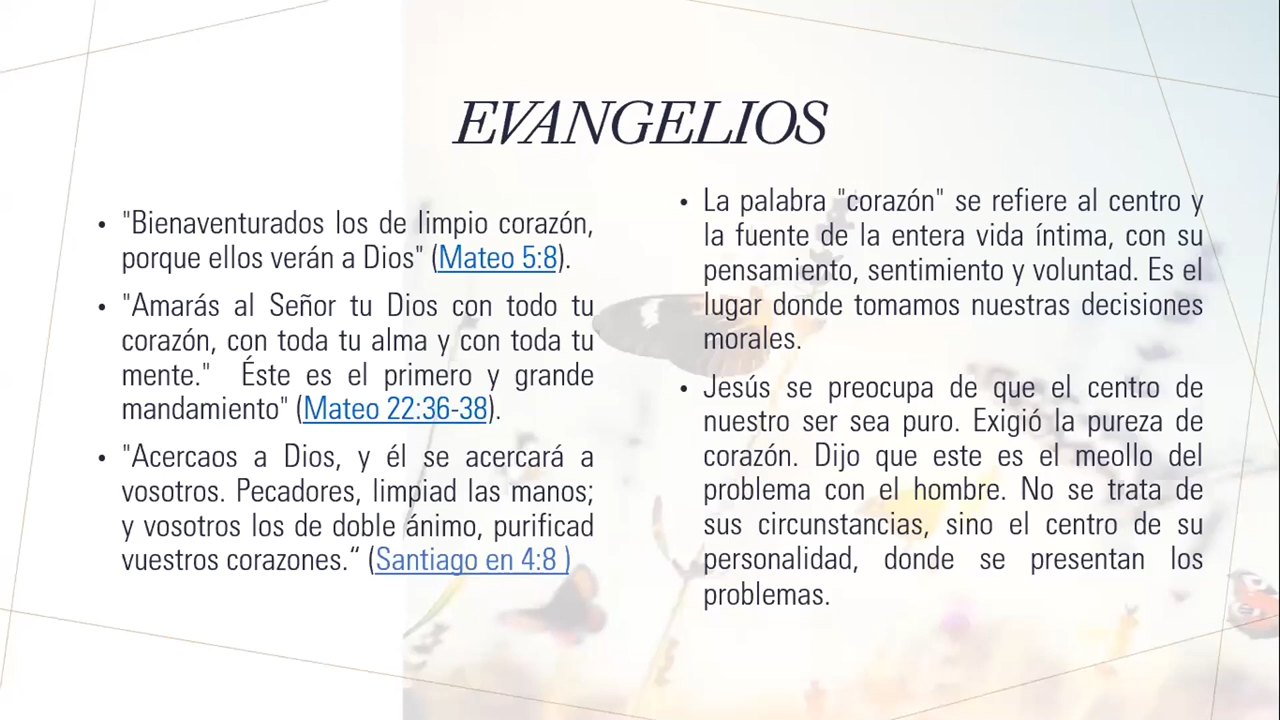 EVANGELIOS
• "Bienaventurados los de limpio corazón,
porque ellos verán a Dios" (Mateo 5:8).
• "Amarás al Señor tu Dios con todo tu
corazón, con toda tu alma y con toda tu
mente." Éste es el primero y grande
mandamiento" (Mateo 22:36-38).
• "Acercaos a Dios, y él se acercará a
vosotros. Pecadores, limpiad las manos;
y vosotros los de doble ánimo, purificad
vuestros corazones.“ (Santiago en 4:8 )
• La palabra "corazón" se refiere al centro y
la fuente de la entera vida íntima, con su
pensamiento, sentimiento y voluntad. Es el
lugar donde tomamos nuestras decisiones
morales.
• Jesús se preocupa de que el centro de
nuestro ser sea puro. Exigió la pureza de
corazón. Dijo que este es el meollo del
problema con el hombre. No se trata de
sus circunstancias, sino el centro de su
personalidad, donde se presentan los
problemas.